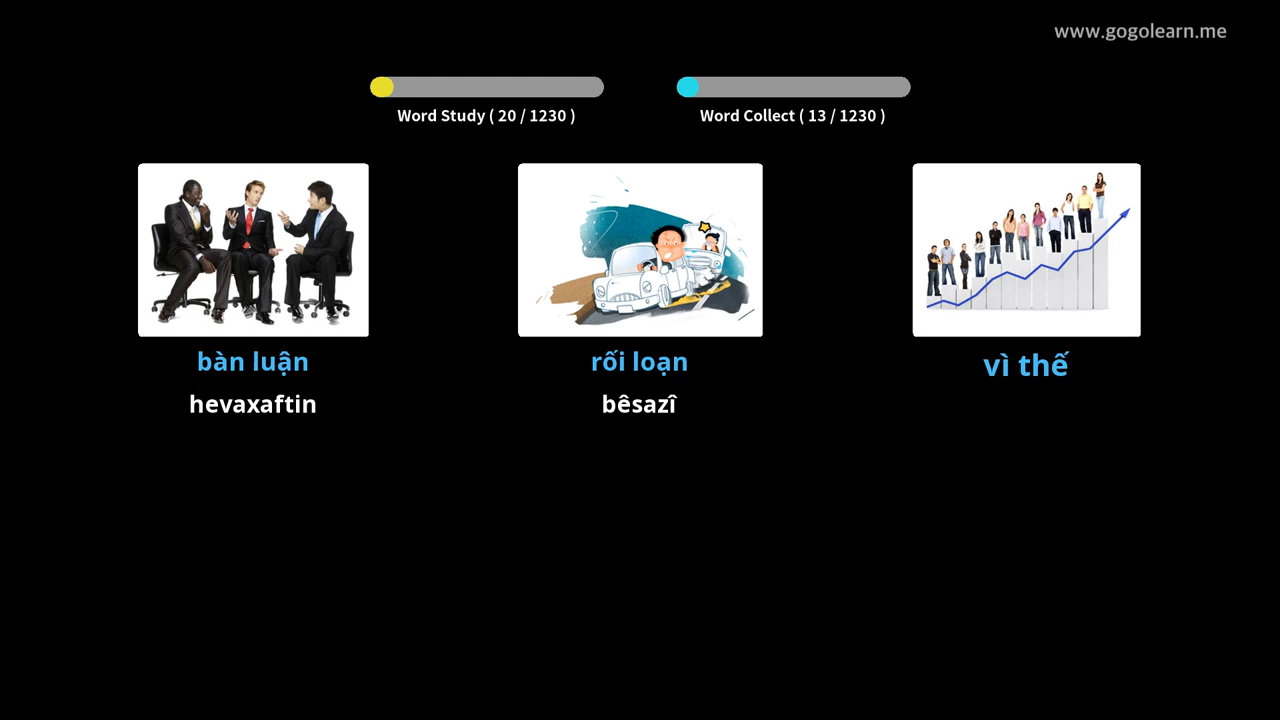 www.gogolearn.me
Word Study ( 20 / 1230 )
Word Collect ( 13 / 1230 )
bàn luận
hevaxaftin
rối loạn
bêsazî
vì thế